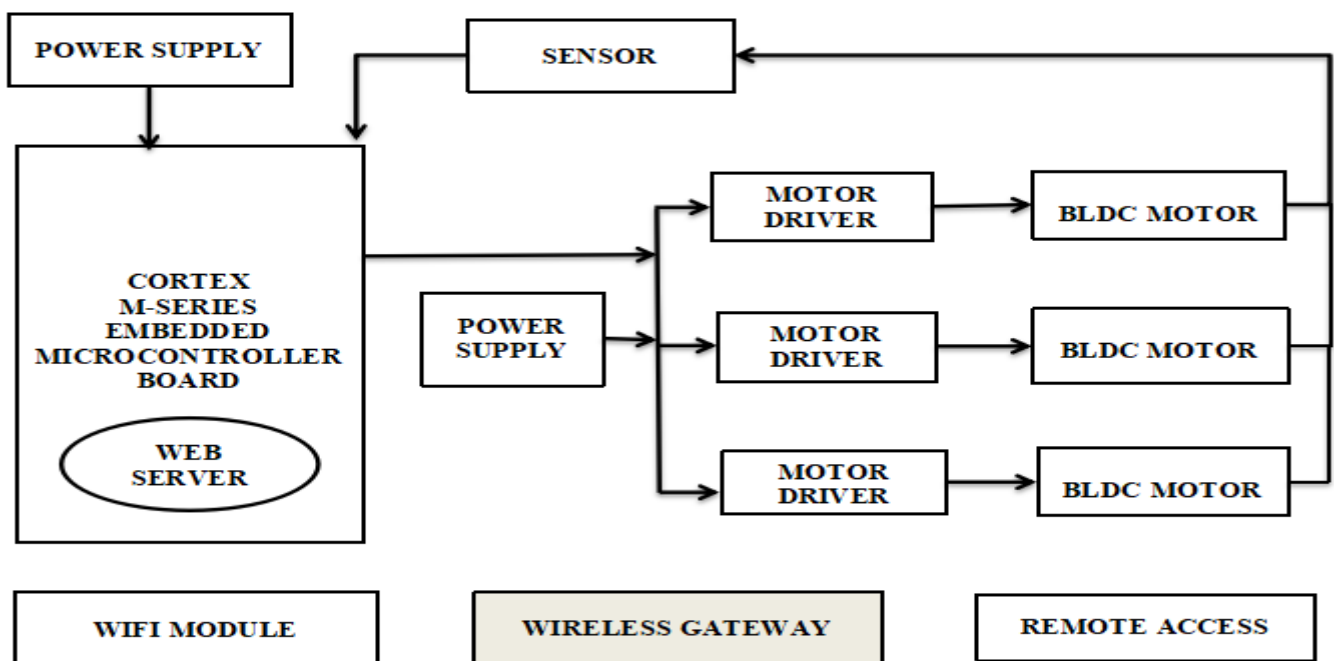 POWER SUPPLY
SENSOR
MOTOR
DRIVER
BLDC MOTOR
CORTEX
M-SERIES
EMBEDDED
MICROCONTROLLER
BOARD
WEB
SERVER
POWER
SUPPLY
MOTOR
DRIVER
BLDC MOTOR
MOTOR
DRIVER
BLDC MOTOR
WIFI MODULE
WIRELESS GATEWAY
REMOTE ACCESS